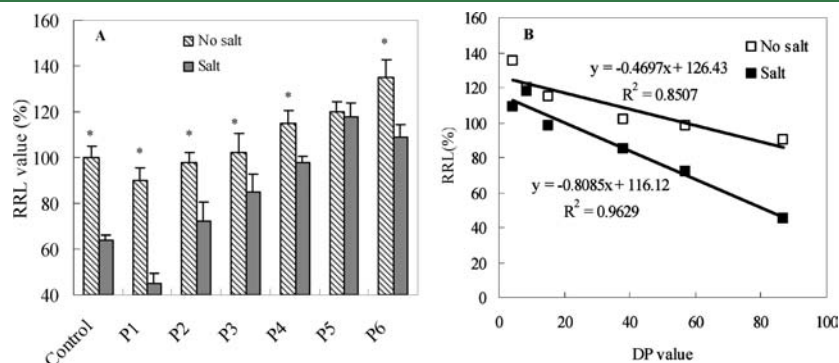 A
No salt
Salt
RRL value (%)
160
140
120
100
80
60
40
*
*
*
*
*
*
Control
P1
P2
P3
P4
P5
P6
B
No salt
Salt
y = -0.4697x + 126.43
R² = 0.8507
y = -0.8085x + 116.12
R² = 0.9629
RRL(%)
160
140
120
100
80
60
40
20
0
0
20
40
60
80
100
DP value